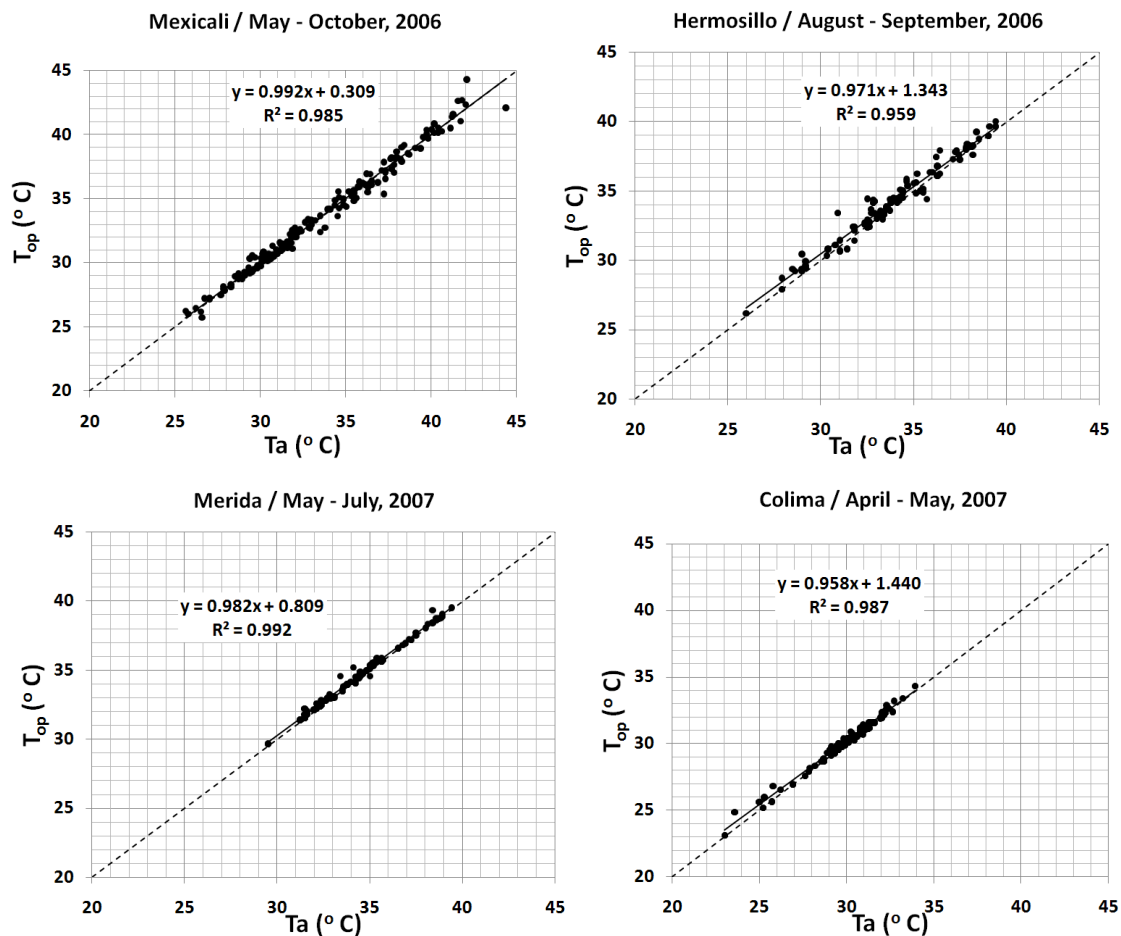 Mexicali / May - October, 2006
45
40
35
30
25
20
y = 0.992x + 0.309
R² = 0.985
T_op (° C)
20 25 30 35 40 45
Ta (° C)
Hermosillo / August - September, 2006
45
40
35
30
25
20
y = 0.971x + 1.343
R² = 0.959
T_op (° C)
20 25 30 35 40 45
Ta (° C)
Merida / May - July, 2007
45
40
35
30
25
20
y = 0.982x + 0.809
R² = 0.992
T_op (° C)
20 25 30 35 40 45
Ta (° C)
Colima / April - May, 2007
45
40
35
30
25
20
y = 0.958x + 1.440
R² = 0.987
T_op (° C)
20 25 30 35 40 45
Ta (° C)